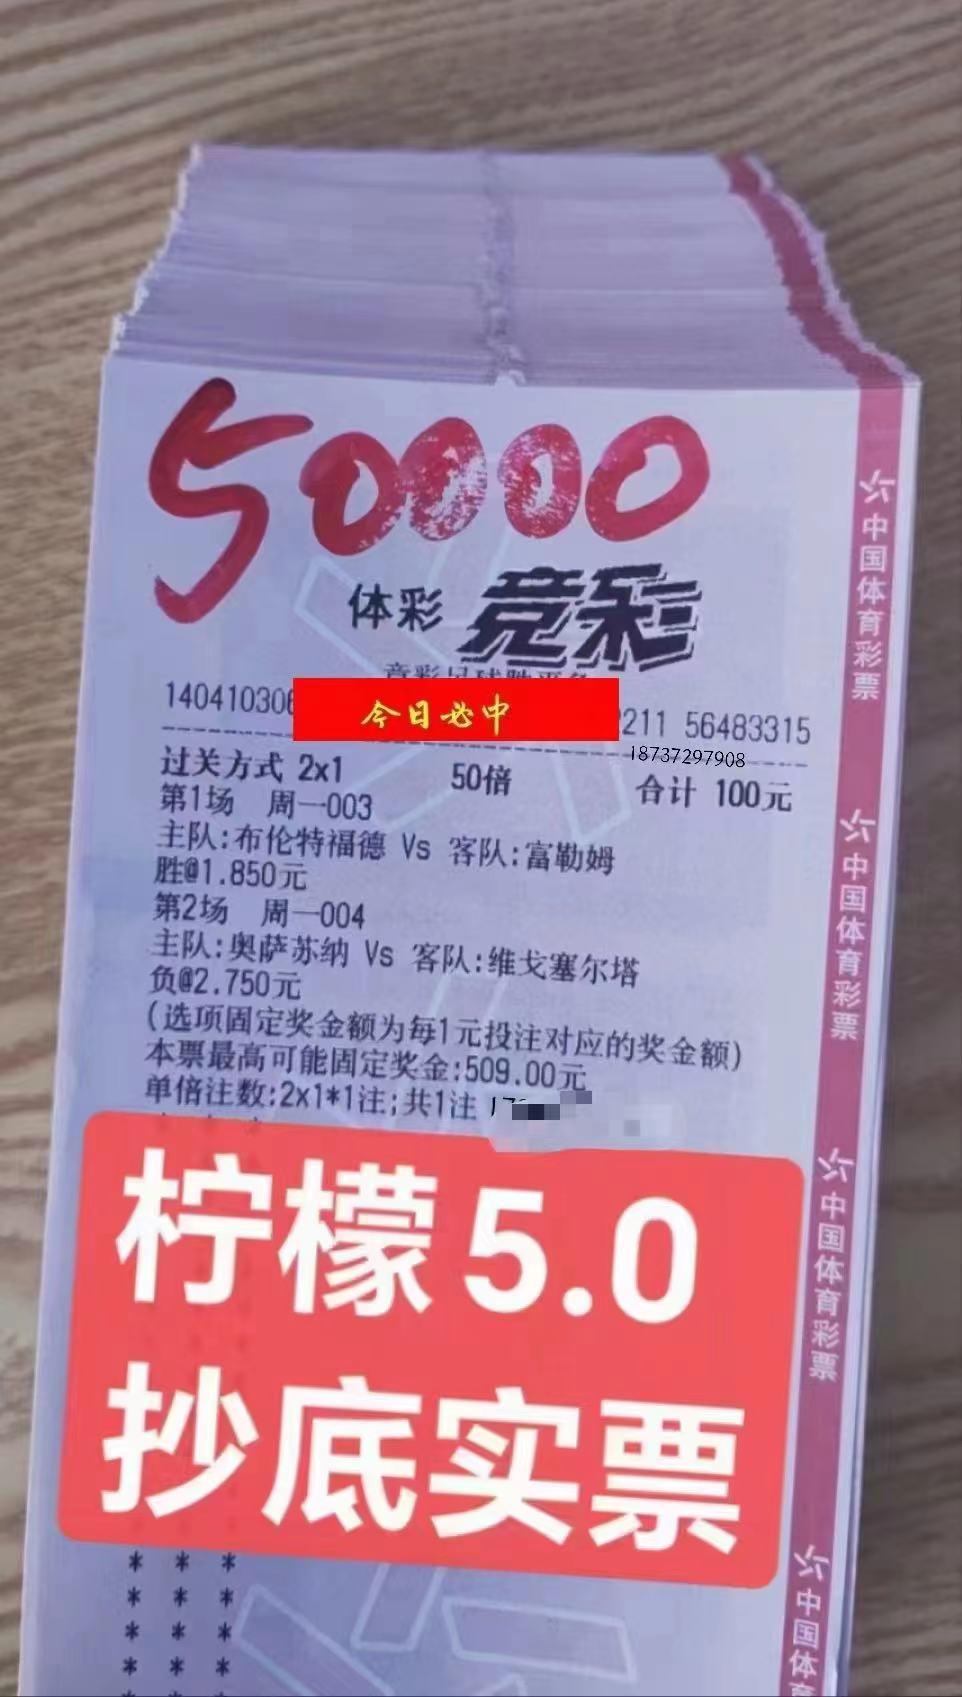 50000
体彩 竞彩
竞彩足球胜平负
140410306
今日必中
2211 56483315
18737297908
过关方式 2x1 50倍 合计 100元
第1场 周一003
主队:布伦特福德 Vs 客队:富勒姆
胜@1.850元
第2场 周一004
主队:奥萨苏纳 Vs 客队:维戈塞尔塔
负@2.750元
(选项固定奖金额为每1元投注对应的奖金额)
本票最高可能固定奖金:509.00元
单倍注数:2x1*1注;共1注
柠檬5.0
抄底实票
* * *
* * *
* * *
* * *
中国体育彩票
中国体育彩票
中国体育彩票
中国体